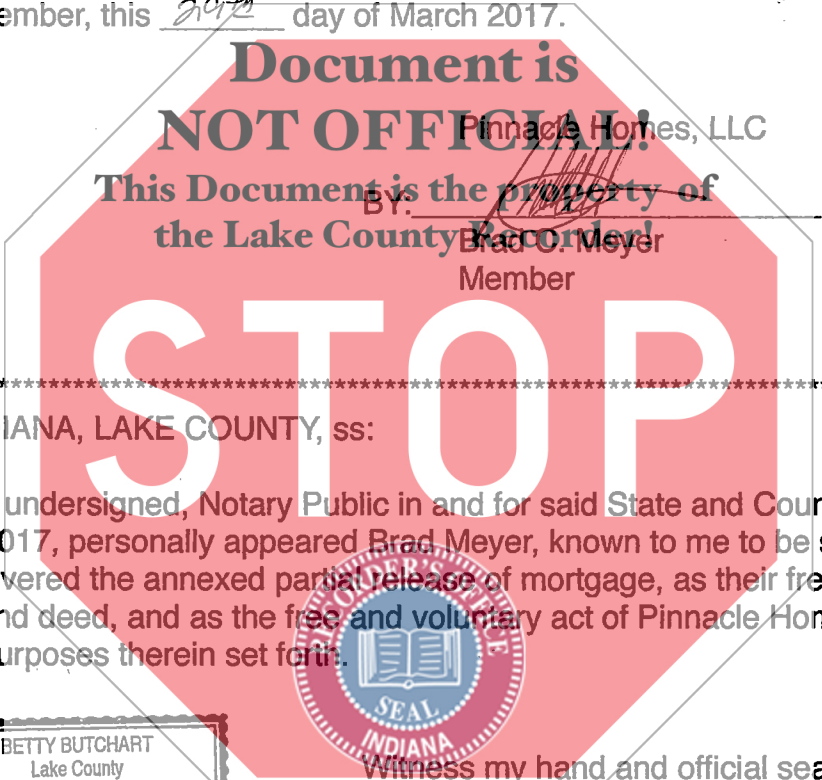 ember, this 29th day of March 2017.
Document is
NOT OFFICIAL!
Pinnacle Homes, LLC
This Document is the property of
BY:
the Lake County Recorder!
Brad C. Meyer
Member
STOP
IANA, LAKE COUNTY, ss:
undersigned, Notary Public in and for said State and Cour
017, personally appeared Brad Meyer, known to me to be s
vered the annexed partial release of mortgage, as their fre
nd deed, and as the free and voluntary act of Pinnacle Hom
urposes therein set forth.
RECORDER'S OFFICE
SEAL
INDIANA
BETTY BUTCHART
Lake County
Witness my hand and official sea